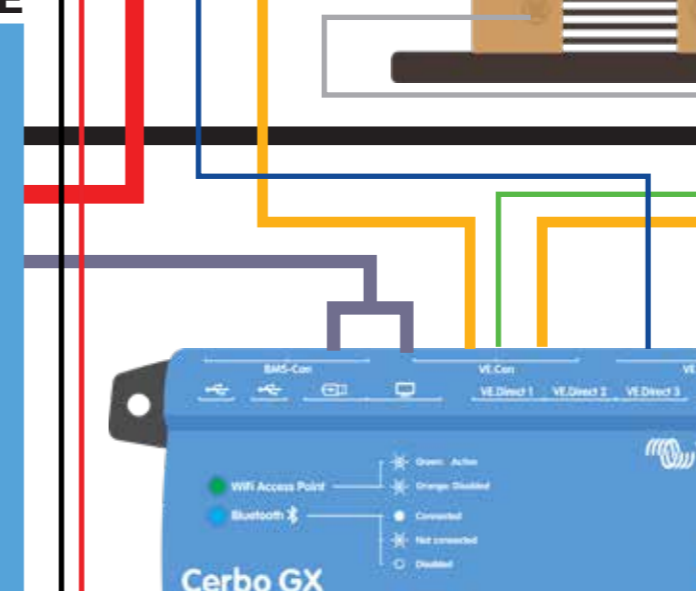 E
BMS-Can
VE.Can
VE
VE.Direct 1
VE.Direct 2
VE.Direct 3
Green: Active
WiFi Access Point
Orange: Disabled
Bluetooth
Connected
Not connected
Disabled
Cerbo GX